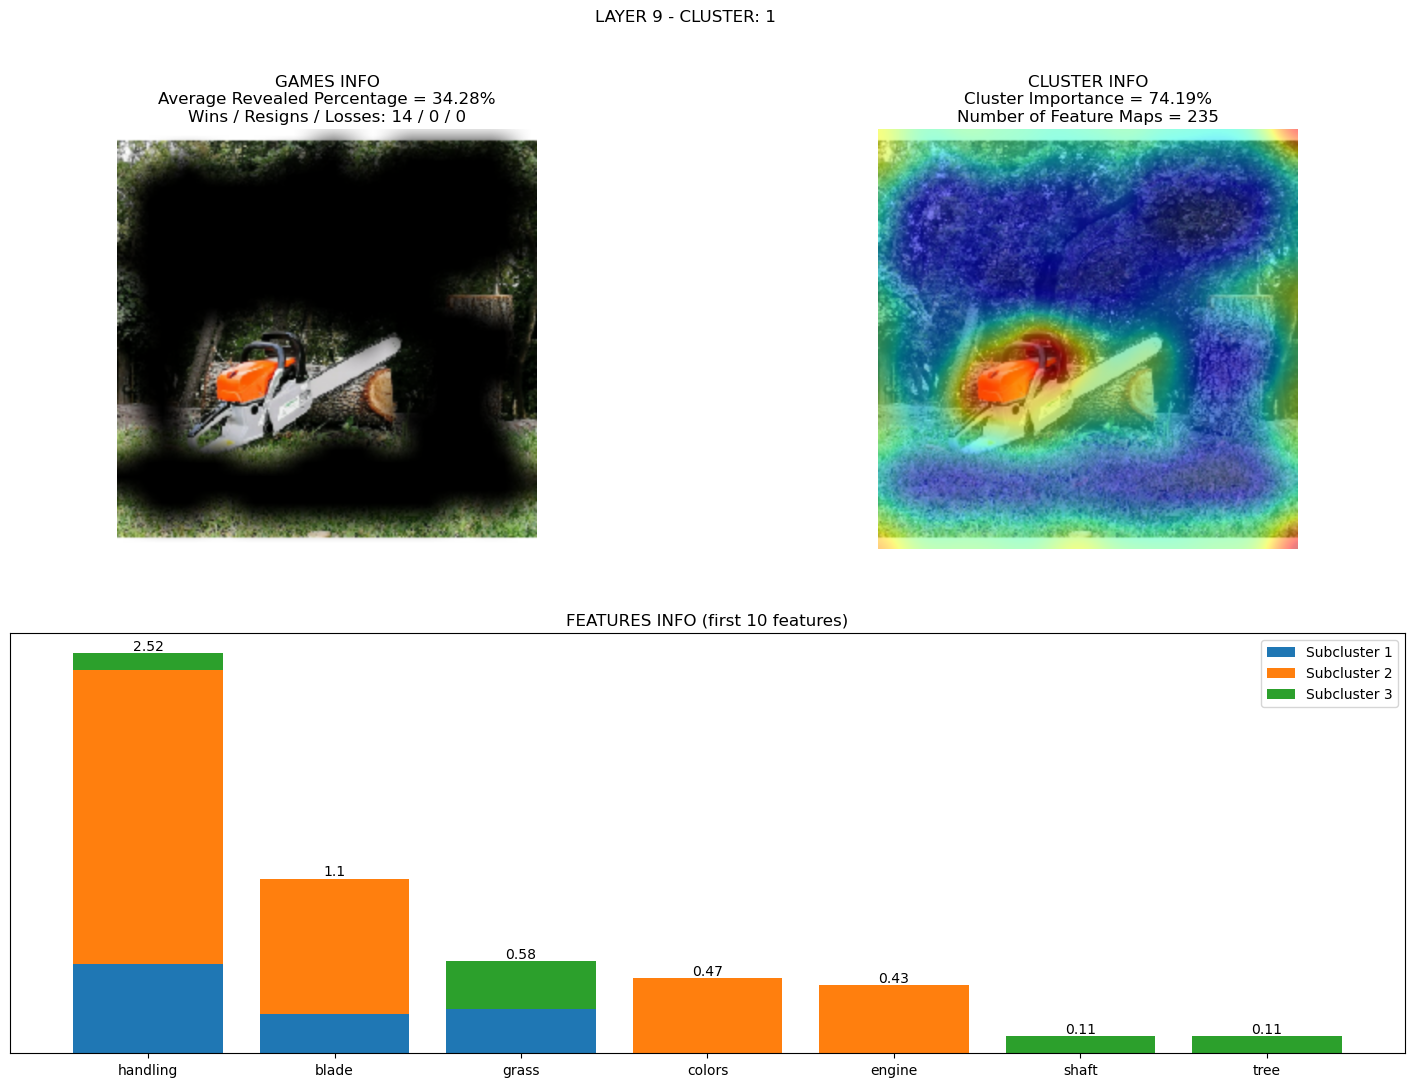 LAYER 9 - CLUSTER: 1
GAMES INFO
Average Revealed Percentage = 34.28%
Wins / Resigns / Losses: 14 / 0 / 0
CLUSTER INFO
Cluster Importance = 74.19%
Number of Feature Maps = 235
FEATURES INFO (first 10 features)
Subcluster 1
Subcluster 2
Subcluster 3
2.52
1.1
0.58
0.47
0.43
0.11
0.11
handling
blade
grass
colors
engine
shaft
tree